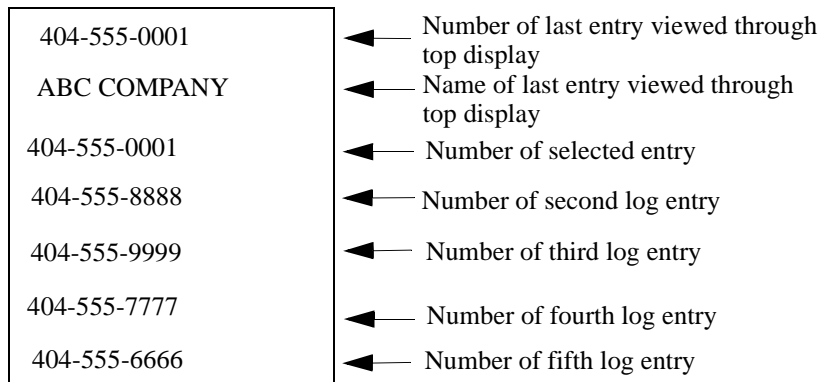 404-555-0001
Number of last entry viewed through
top display
ABC COMPANY
Name of last entry viewed through
top display
404-555-0001
Number of selected entry
404-555-8888
Number of second log entry
404-555-9999
Number of third log entry
404-555-7777
Number of fourth log entry
404-555-6666
Number of fifth log entry